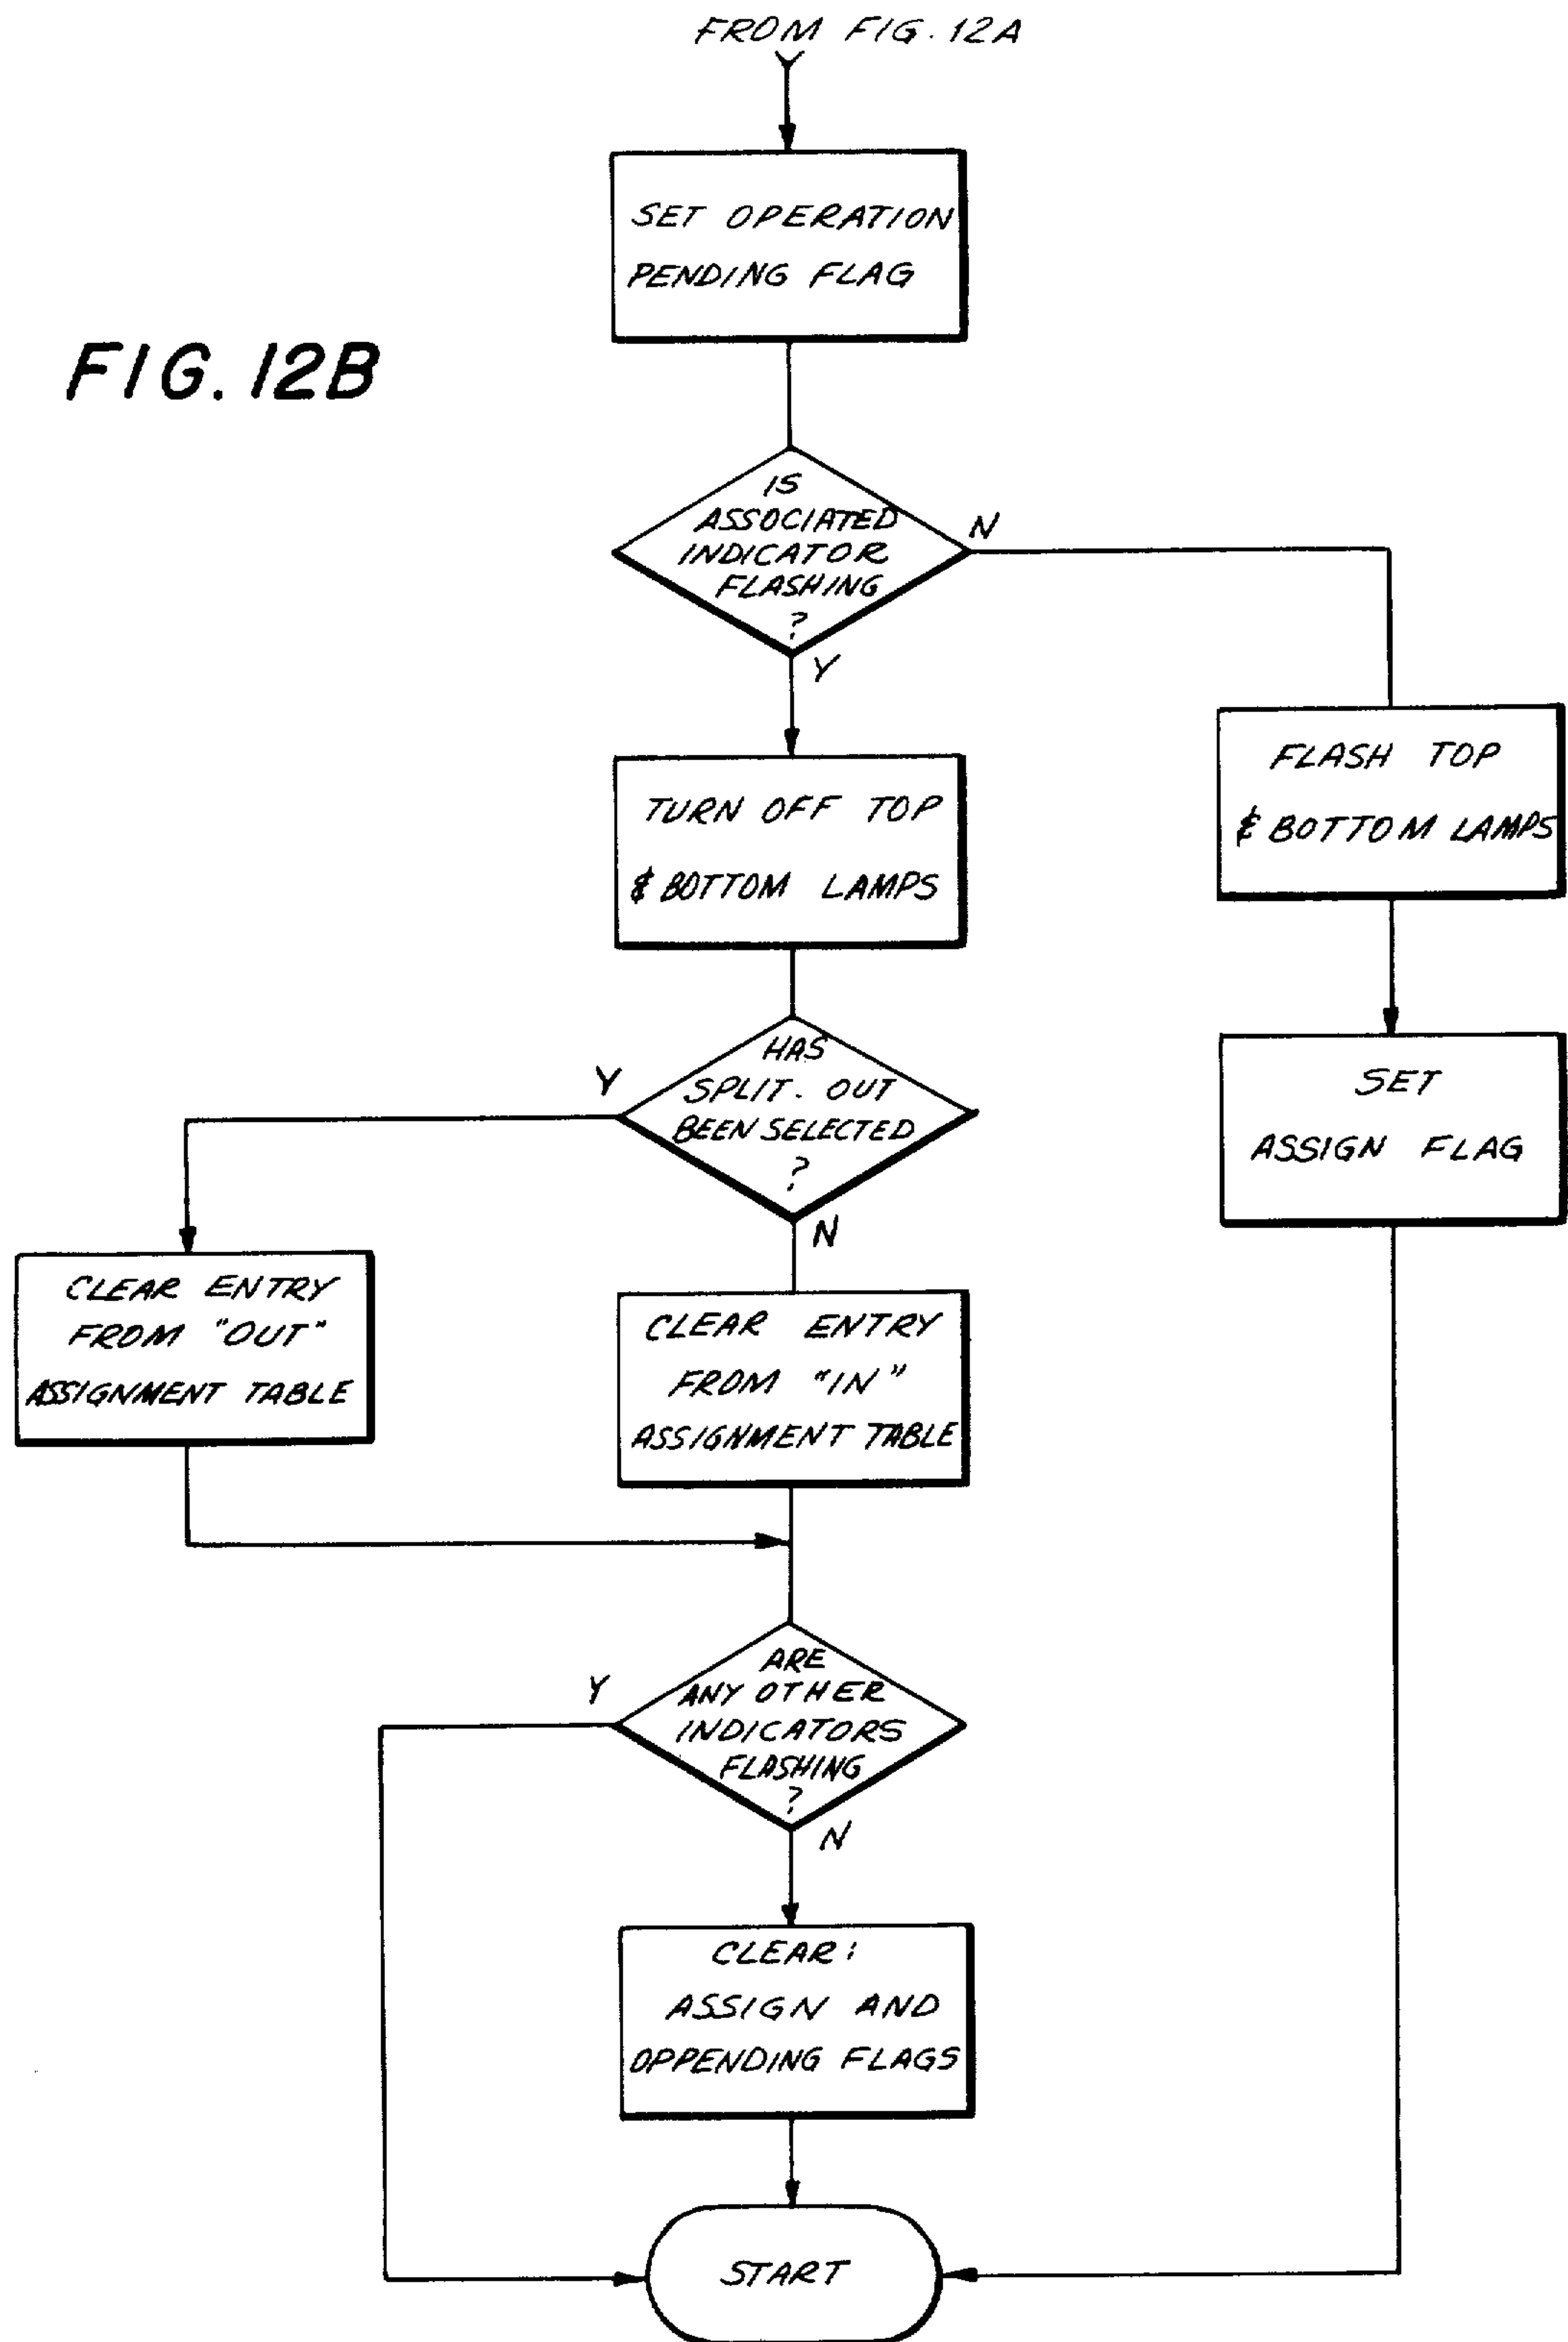 FROM FIG. 12A
Y
SET OPERATION
PENDING FLAG
FIG. 12B
IS
ASSOCIATED
INDICATOR
FLASHING
?
N
Y
FLASH TOP
& BOTTOM LAMPS
TURN OFF TOP
& BOTTOM LAMPS
SET
ASSIGN FLAG
HAS
SPLIT. OUT
BEEN SELECTED
?
Y
N
CLEAR ENTRY
FROM "OUT"
ASSIGNMENT TABLE
CLEAR ENTRY
FROM "IN"
ASSIGNMENT TABLE
ARE
ANY OTHER
INDICATORS
FLASHING
?
Y
N
CLEAR:
ASSIGN AND
OPPENDING FLAGS
START